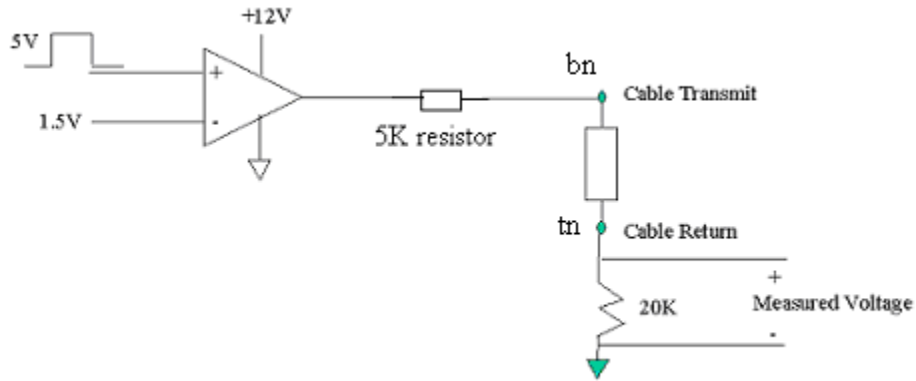 +12V
5V
+
bn
Cable Transmit
1.5V
-
5K resistor
tn
Cable Return
+
20K
Measured Voltage
-